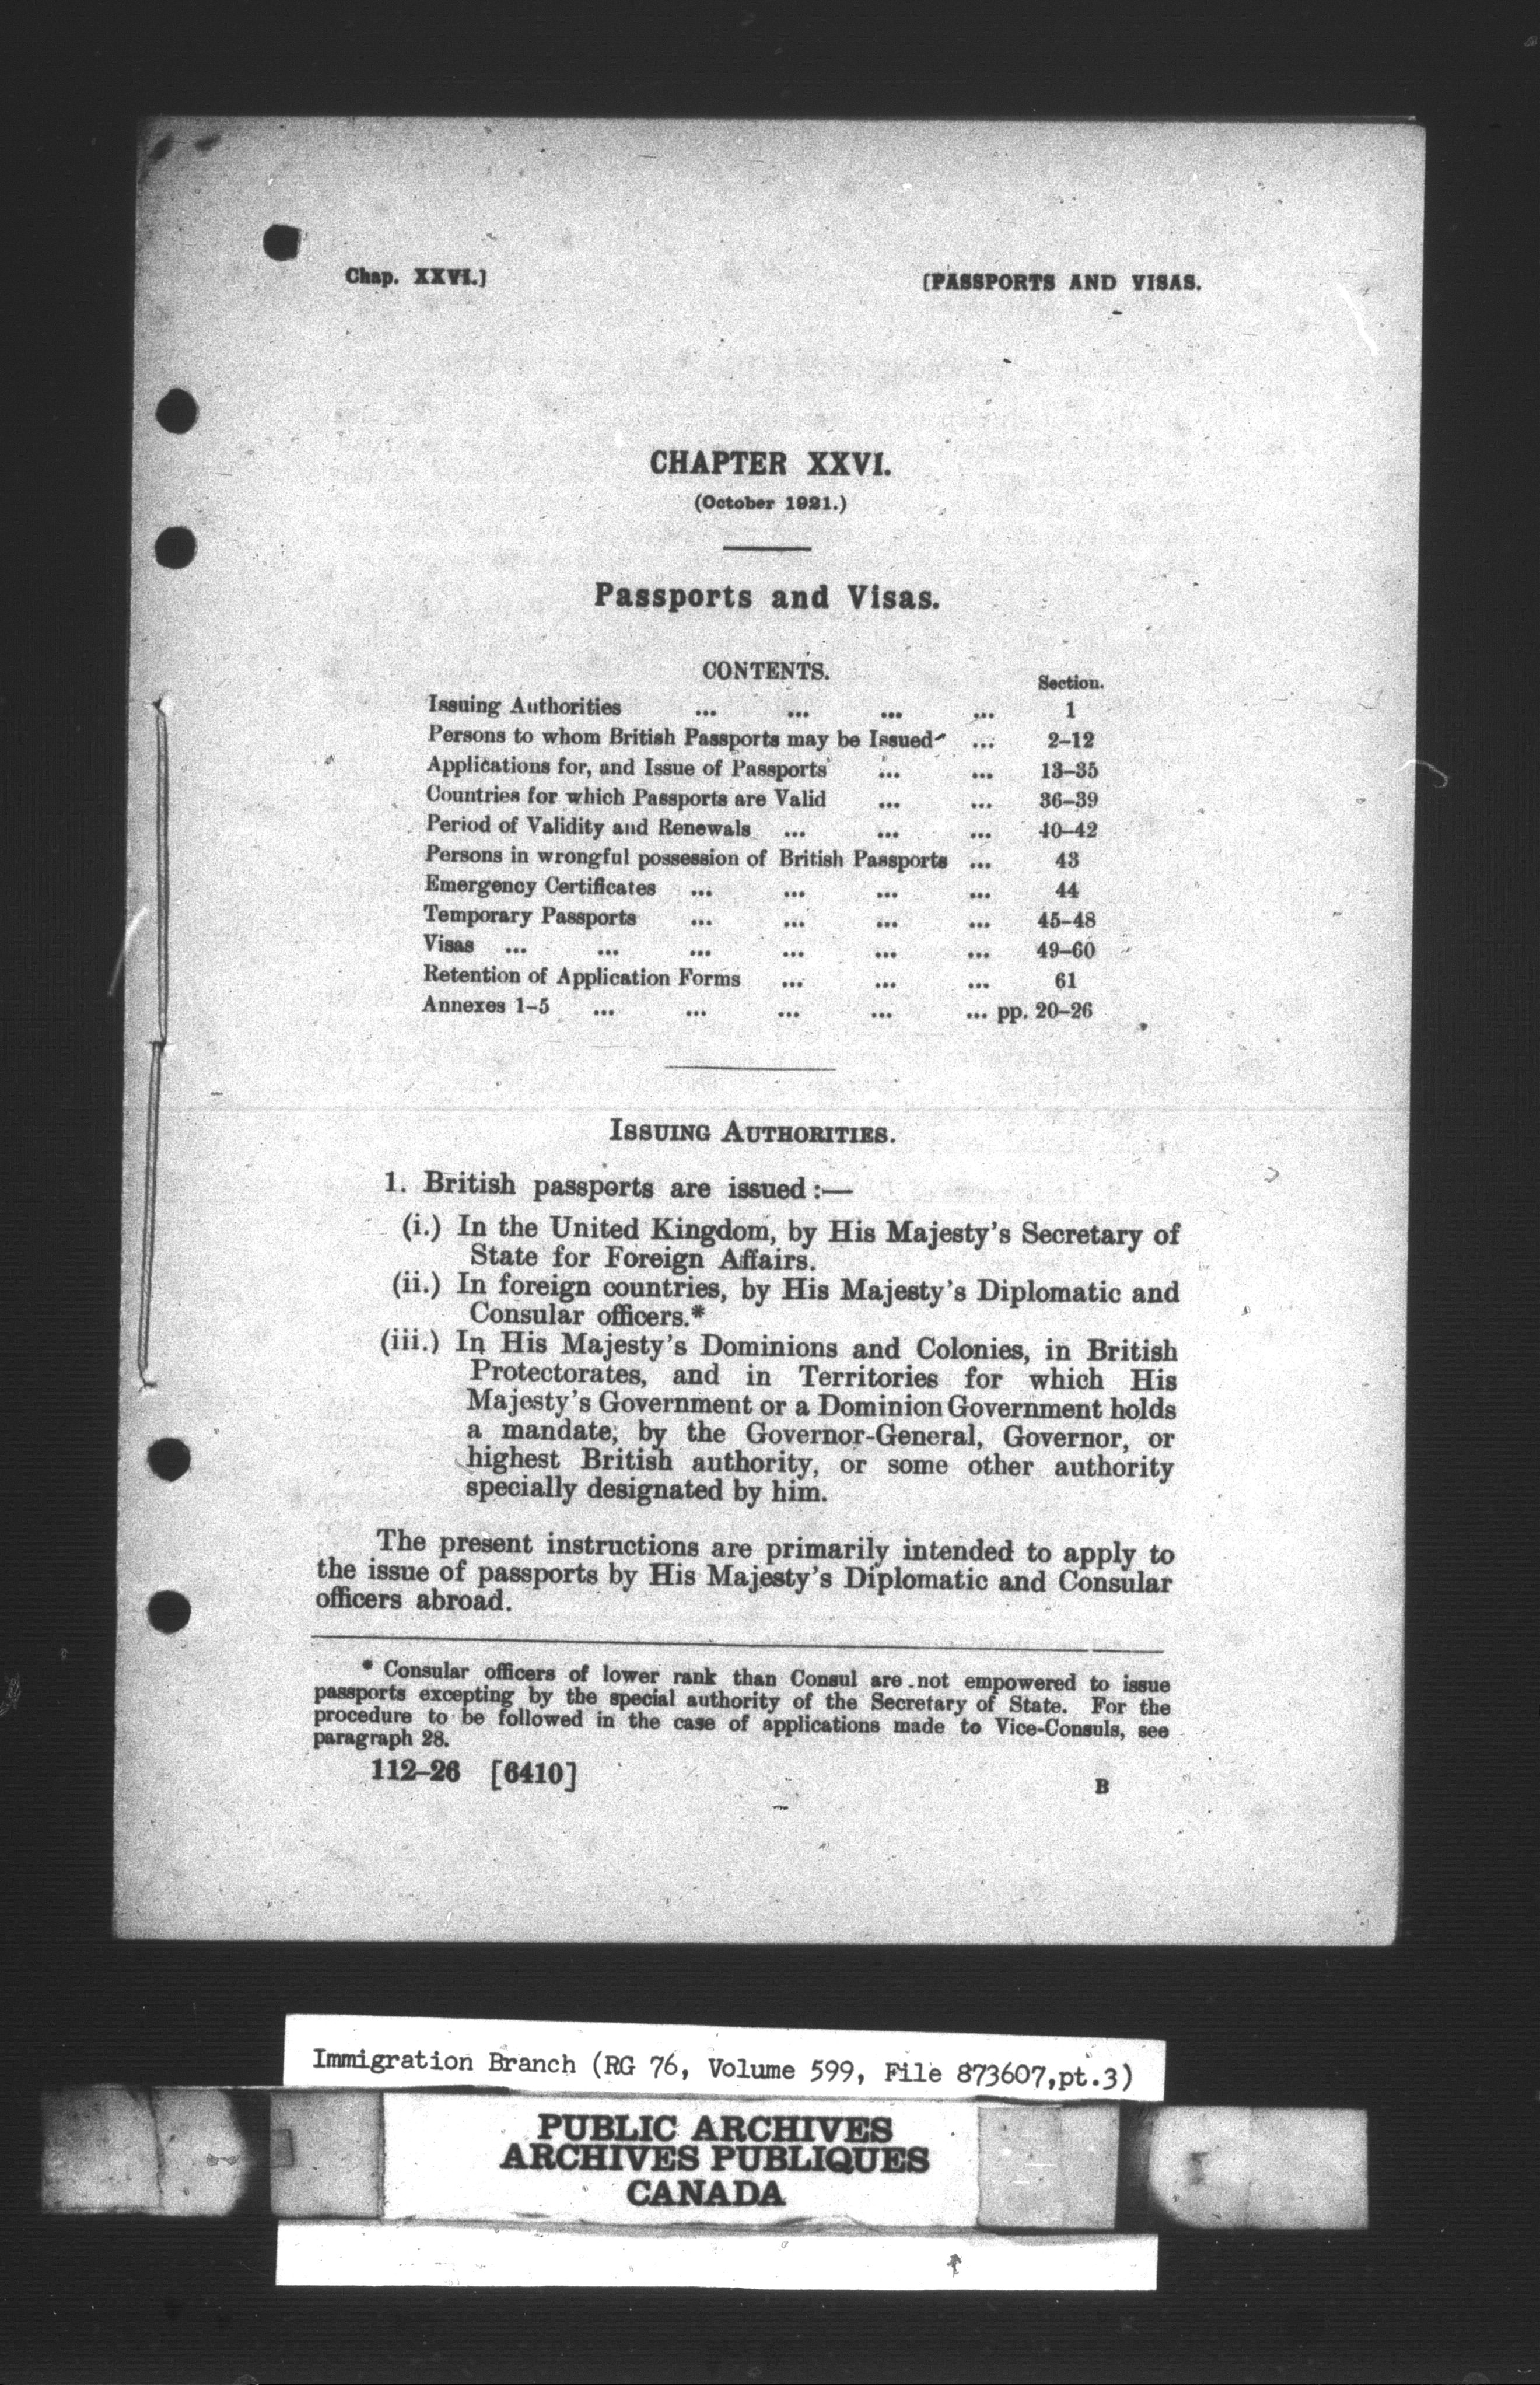 Chap. XXVI.] [PASSPORTS AND VISAS.
CHAPTER XXVI.
(October 1921.)
Passports and Visas.
CONTENTS.
Section.
Issuing Authorities ... ... ... ... 1
Persons to whom British Passports may be Issued ... 2–12
Applications for, and Issue of Passports ... ... 13–35
Countries for which Passports are Valid ... ... 36–39
Period of Validity and Renewals ... ... ... 40–42
Persons in wrongful possession of British Passports ... 43
Emergency Certificates ... ... ... ... 44
Temporary Passports ... ... ... ... 45–48
Visas ... ... ... ... ... ... 49–60
Retention of Application Forms ... ... ... 61
Annexes 1–5 ... ... ... ... ... pp. 20–26
ISSUING AUTHORITIES.
1. British passports are issued :—
(i.) In the United Kingdom, by His Majesty's Secretary of
State for Foreign Affairs.
(ii.) In foreign countries, by His Majesty's Diplomatic and
Consular officers.*
(iii.) In His Majesty's Dominions and Colonies, in British
Protectorates, and in Territories for which His
Majesty's Government or a Dominion Government holds
a mandate, by the Governor-General, Governor, or
highest British authority, or some other authority
specially designated by him.
The present instructions are primarily intended to apply to
the issue of passports by His Majesty's Diplomatic and Consular
officers abroad.
* Consular officers of lower rank than Consul are not empowered to issue
passports excepting by the special authority of the Secretary of State. For the
procedure to be followed in the case of applications made to Vice-Consuls, see
paragraph 28.
112–26 [6410] B
Immigration Branch (RG 76, Volume 599, File 873607,pt.3)
PUBLIC ARCHIVES
ARCHIVES PUBLIQUES
CANADA